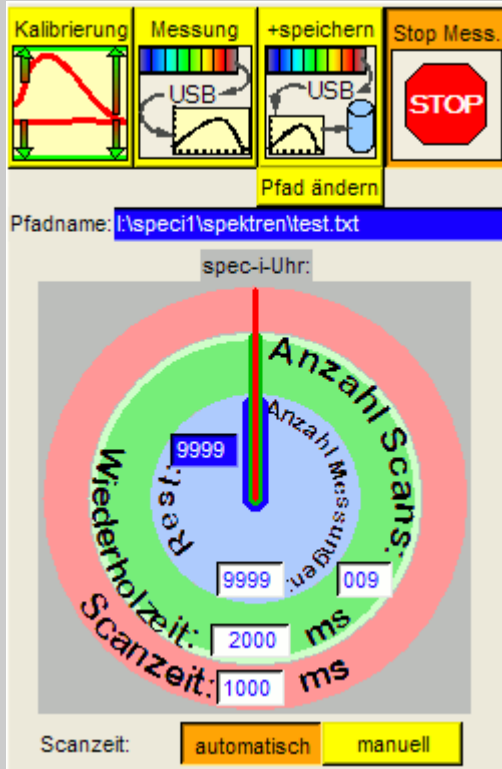 Kalibrierung Messung +speichern Stop Mess.
USB USB STOP
Pfad ändern
Pfadname: I:\speci1\spektren\test.txt
spec-i-Uhr:
Anzahl Scans:
Anzahl Messungen:
Rest:
9999
9999 009
Wiederholzeit: 2000 ms
Scanzeit: 1000 ms
Scanzeit: automatisch manuell